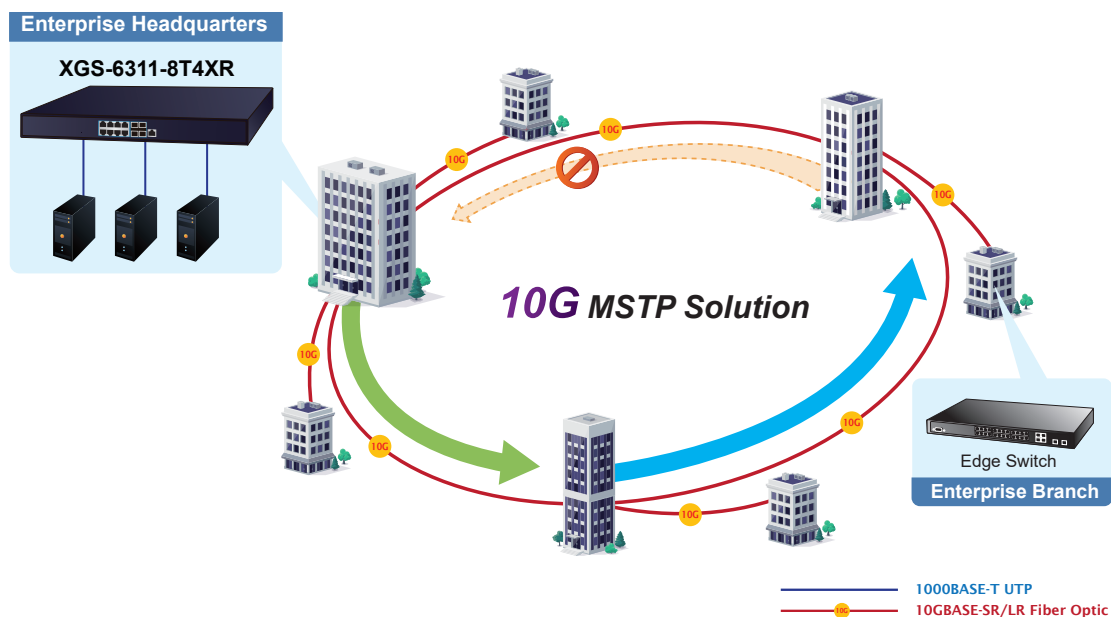 Enterprise Headquarters
XGS-6311-8T4XR
10G
10G
10G
10G
10G MSTP Solution
10G
10G
10G
10G
Edge Switch
Enterprise Branch
1000BASE-T UTP
10G
10GBASE-SR/LR Fiber Optic